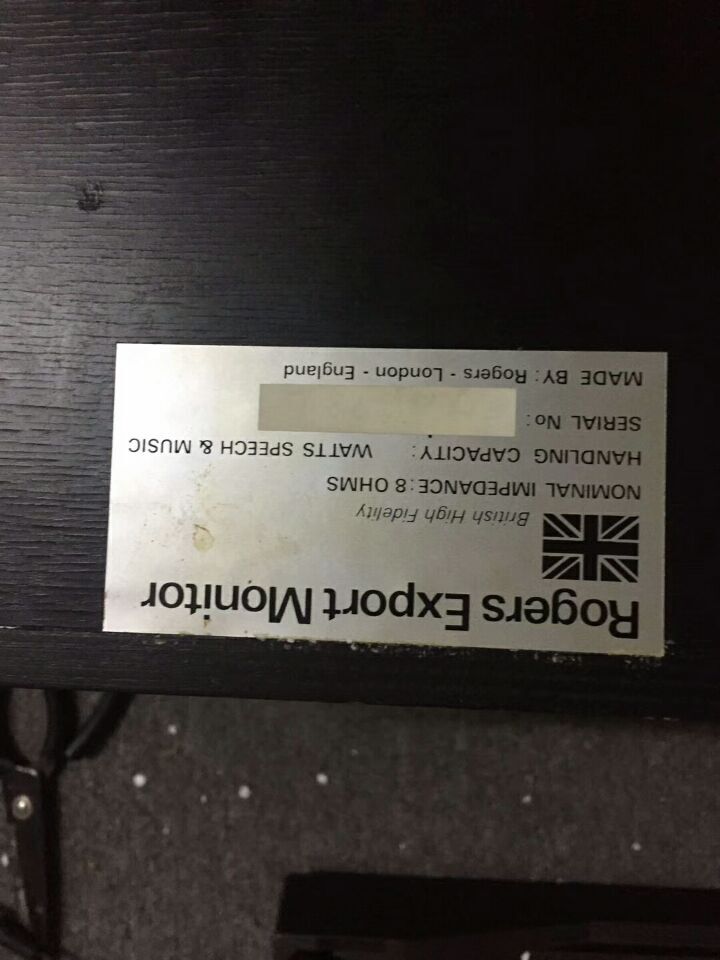 Rogers Export Monitor
British High Fidelity
NOMINAL IMPEDANCE: 8 OHMS
HANDLING CAPACITY: WATTS SPEECH & MUSIC
SERIAL No:
MADE BY: Rogers - London - England